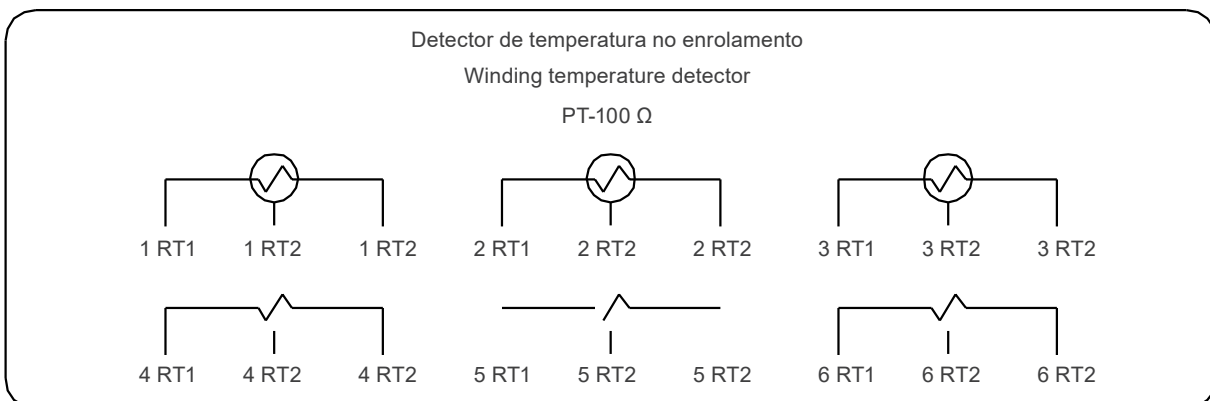 Detector de temperatura no enrolamento
Winding temperature detector
PT-100 Ω
1 RT1 1 RT2 1 RT2 2 RT1 2 RT2 2 RT2 3 RT1 3 RT2 3 RT2
4 RT1 4 RT2 4 RT2 5 RT1 5 RT2 5 RT2 6 RT1 6 RT2 6 RT2